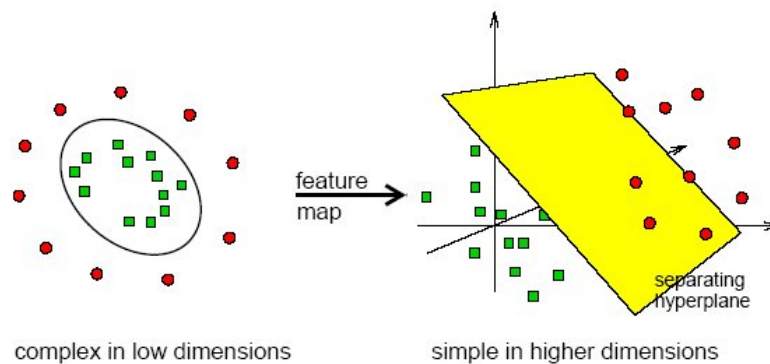 feature
map
separating
hyperplane
complex in low dimensions
simple in higher dimensions